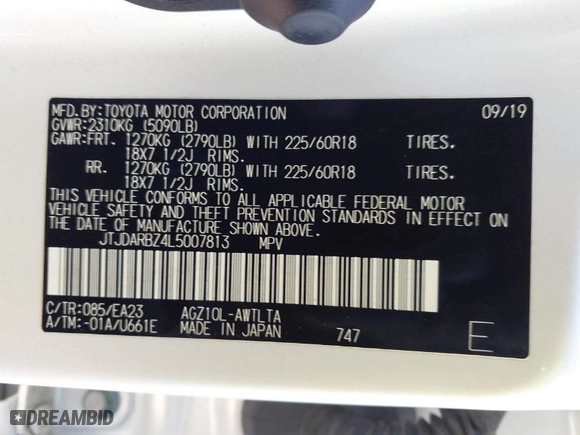 MFD.BY:TOYOTA MOTOR CORPORATION 09/19
GVWR:2310KG (5090LB)
GAWR:FRT. 1270KG (2790LB) WITH 225/60R18 TIRES.
18X7 1/2J RIMS.
RR. 1270KG (2790LB) WITH 225/60R18 TIRES.
18X7 1/2J RIMS.
THIS VEHICLE CONFORMS TO ALL APPLICABLE FEDERAL MOTOR
VEHICLE SAFETY AND THEFT PREVENTION STANDARDS IN EFFECT ON
THE DATE OF MANUFACTURE SHOWN ABOVE.
JTJDARBZ4L5007813 MPV
C/TR:085/EA23 AGZ10L-AWTLTA
A/TM:-01A/U661E MADE IN JAPAN 747 E
DREAMBID